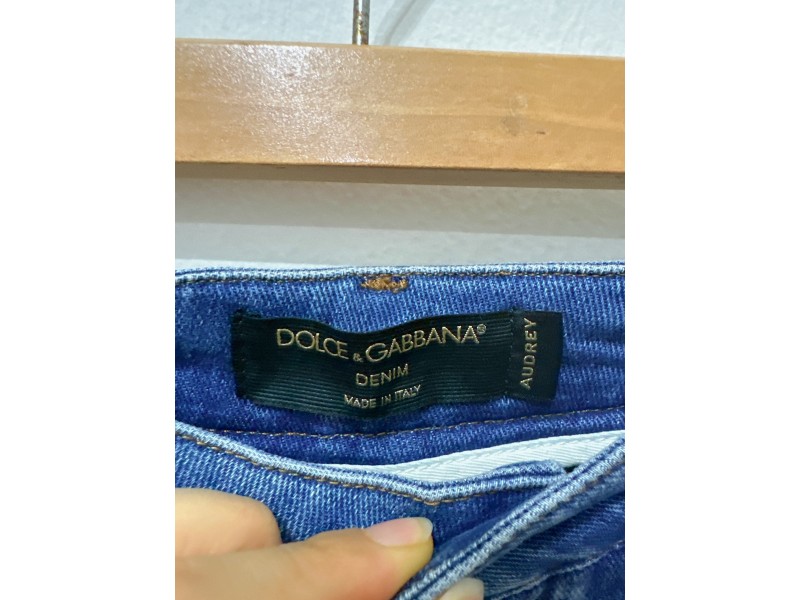 DOLCE & GABBANA®
DENIM
MADE IN ITALY
AUDREY